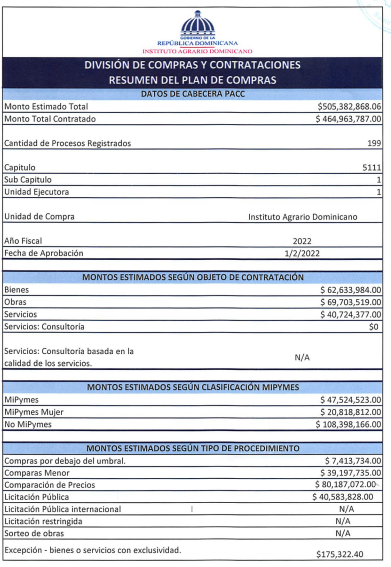 GOBIERNO DE LA
REPÚBLICA DOMINICANA
INSTITUTO AGRARIO DOMINICANO
DIVISIÓN DE COMPRAS Y CONTRATACIONES
RESUMEN DEL PLAN DE COMPRAS
DATOS DE CABECERA PACC
Monto Estimado Total $505,382,868.06
Monto Total Contratado $ 464,963,787.00
Cantidad de Procesos Registrados 199
Capitulo 5111
Sub Capitulo 1
Unidad Ejecutora 1
Unidad de Compra Instituto Agrario Dominicano
Año Fiscal 2022
Fecha de Aprobación 1/2/2022
MONTOS ESTIMADOS SEGÚN OBJETO DE CONTRATACIÓN
Bienes $ 62,633,984.00
Obras $ 69,703,519.00
Servicios $ 40,724,377.00
Servicios: Consultoría $0
Servicios: Consultoría basada en la
calidad de los servicios. N/A
MONTOS ESTIMADOS SEGÚN CLASIFICACIÓN MIPYMES
MiPymes $ 47,524,523.00
MiPymes Mujer $ 20,818,812.00
No MiPymes $ 108,398,166.00
MONTOS ESTIMADOS SEGÚN TIPO DE PROCEDIMIENTO
Compras por debajo del umbral. $ 7,413,734.00
Comparas Menor $ 39,197,735.00
Comparación de Precios $ 80,187,072.00
Licitación Pública $ 40,583,828.00
Licitación Pública internacional N/A
Licitación restringida N/A
Sorteo de obras N/A
Excepción - bienes o servicios con exclusividad. $175,322.40